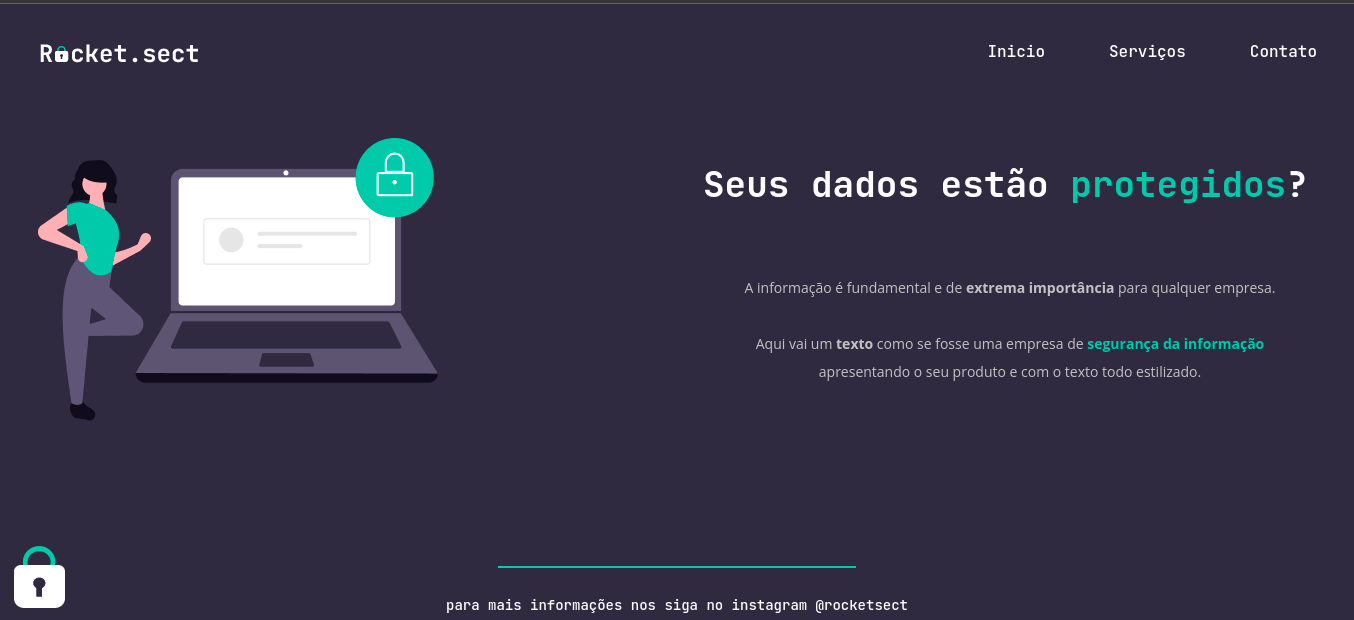 Rocket.sect
Inicio Serviços Contato
Seus dados estão protegidos?
A informação é fundamental e de extrema importância para qualquer empresa.
Aqui vai um texto como se fosse uma empresa de segurança da informação
apresentando o seu produto e com o texto todo estilizado.
para mais informações nos siga no instagram @rocketsect